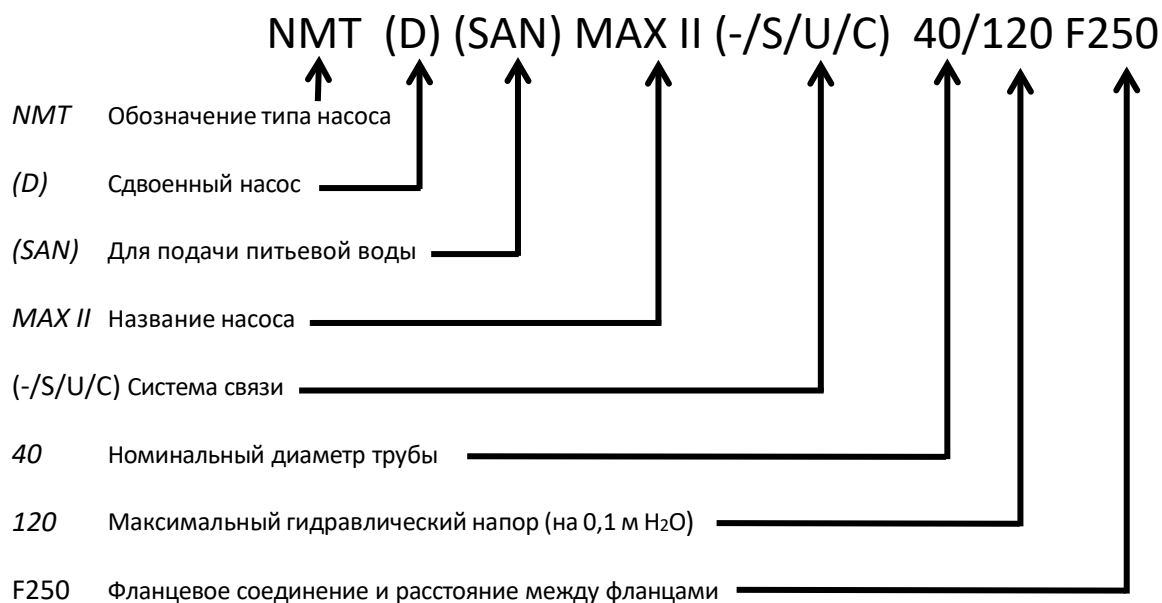 NMT (D) (SAN) MAX II (-/S/U/C) 40/120 F250
NMT Обозначение типа насоса
(D) Сдвоенный насос
(SAN) Для подачи питьевой воды
MAX II Название насоса
(-/S/U/C) Система связи
40 Номинальный диаметр трубы
120 Максимальный гидравлический напор (на 0,1 м H₂O)
F250 Фланцевое соединение и расстояние между фланцами